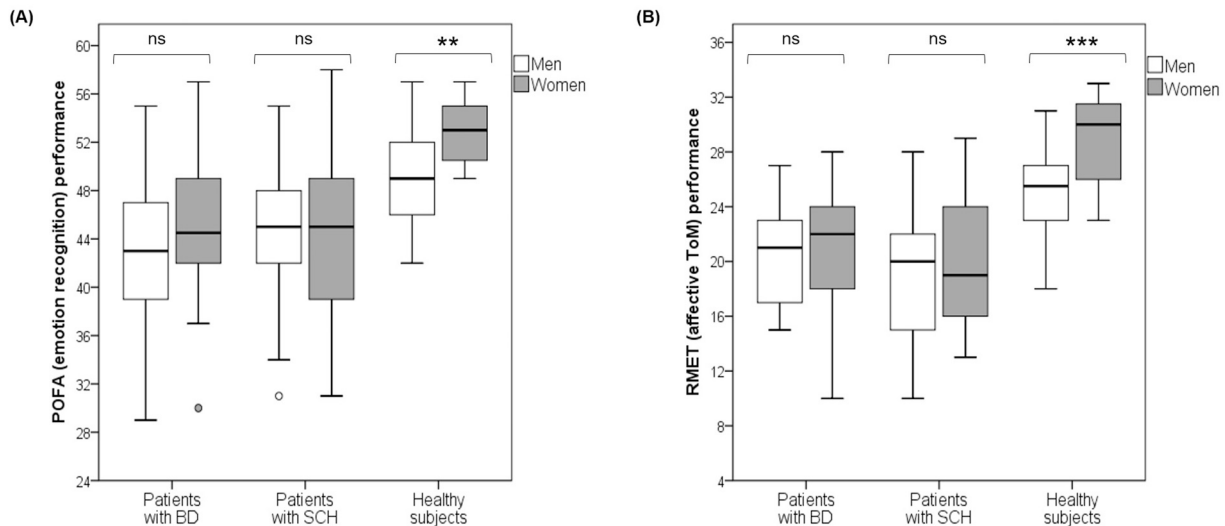 (A)
POFA (emotion recognition) performance
60
56
52
48
44
40
36
32
28
24
ns
ns
**
Men
Women
Patients
with BD
Patients
with SCH
Healthy
subjects
(B)
RMET (affective ToM) performance
36
32
28
24
20
16
12
8
4
ns
ns
***
Men
Women
Patients
with BD
Patients
with SCH
Healthy
subjects